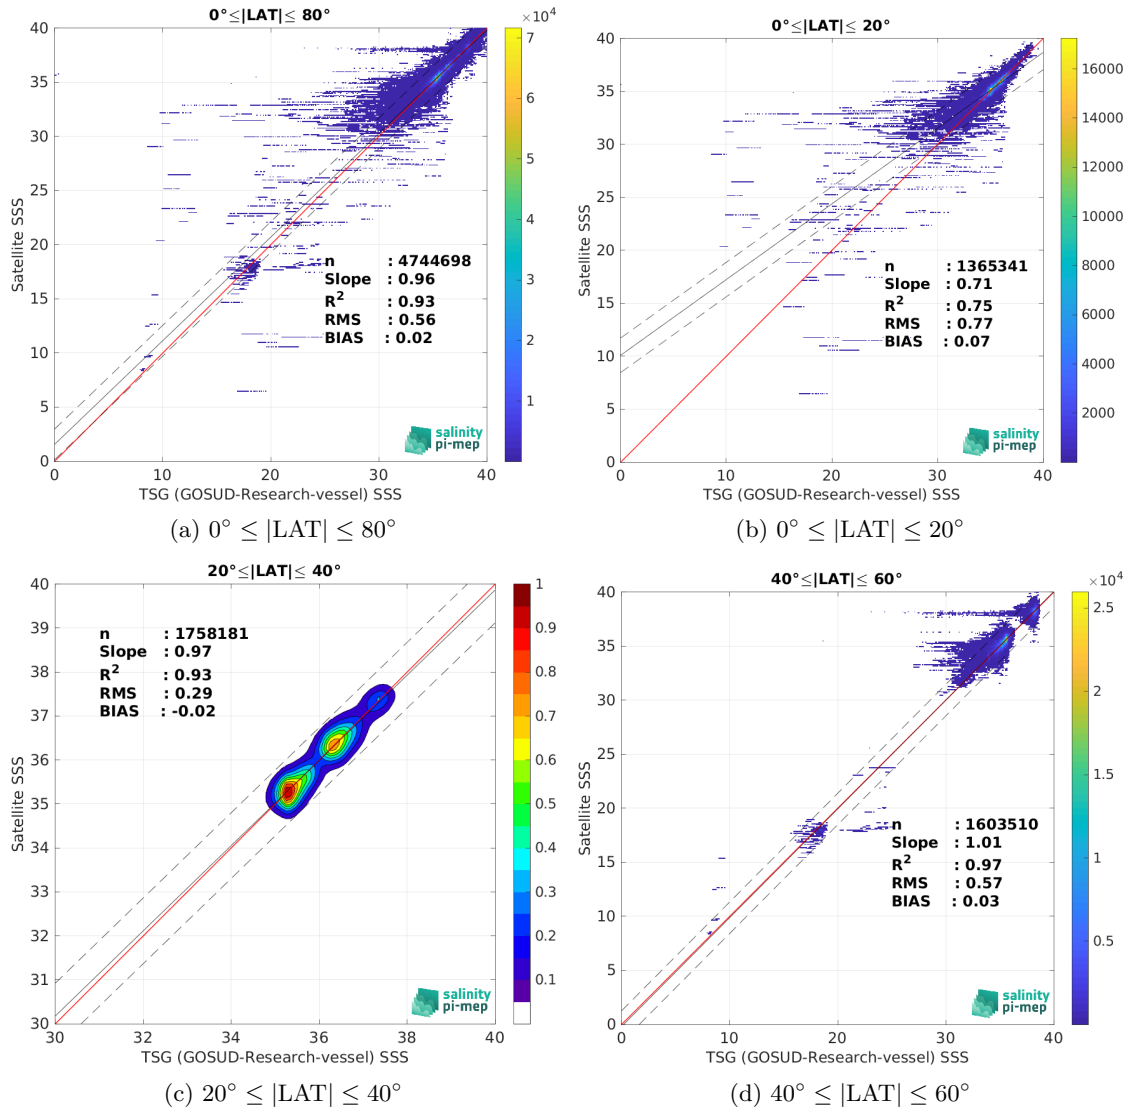 0°≤|LAT|≤ 80°
×10⁴
40
35
30
25
20
15
10
5
0
0
10
20
30
40
7
6
5
4
3
2
1
Satellite SSS
TSG (GOSUD-Research-vessel) SSS
n : 4744698
Slope : 0.96
R² : 0.93
RMS : 0.56
BIAS : 0.02
salinity
pi-mep
(a) 0° ≤ |LAT| ≤ 80°
0°≤|LAT|≤ 20°
40
35
30
25
20
15
10
5
0
0
10
20
30
40
16000
14000
12000
10000
8000
6000
4000
2000
Satellite SSS
TSG (GOSUD-Research-vessel) SSS
n : 1365341
Slope : 0.71
R² : 0.75
RMS : 0.77
BIAS : 0.07
salinity
pi-mep
(b) 0° ≤ |LAT| ≤ 20°
20°≤|LAT|≤ 40°
40
39
38
37
36
35
34
33
32
31
30
30
32
34
36
38
40
1
0.9
0.8
0.7
0.6
0.5
0.4
0.3
0.2
0.1
Satellite SSS
TSG (GOSUD-Research-vessel) SSS
n : 1758181
Slope : 0.97
R² : 0.93
RMS : 0.29
BIAS : -0.02
salinity
pi-mep
(c) 20° ≤ |LAT| ≤ 40°
40°≤|LAT|≤ 60°
×10⁴
40
35
30
25
20
15
10
5
0
0
10
20
30
40
2.5
2
1.5
1
0.5
Satellite SSS
TSG (GOSUD-Research-vessel) SSS
n : 1603510
Slope : 1.01
R² : 0.97
RMS : 0.57
BIAS : 0.03
salinity
pi-mep
(d) 40° ≤ |LAT| ≤ 60°